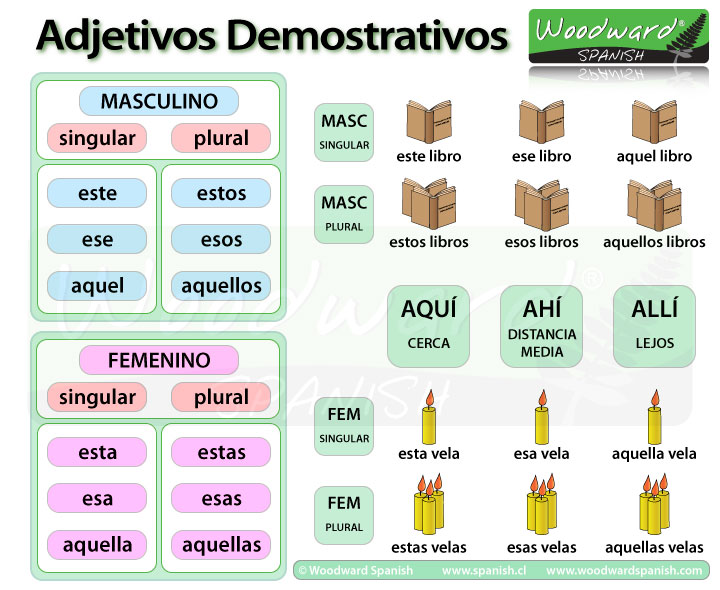 Adjetivos Demostrativos
Woodward®
SPANISH
MASCULINO
singular plural
este estos
ese esos
aquel aquellos
FEMENINO
singular plural
esta estas
esa esas
aquella aquellas
MASC
SINGULAR
este libro ese libro aquel libro
MASC
PLURAL
estos libros esos libros aquellos libros
AQUÍ
CERCA
AHÍ
DISTANCIA
MEDIA
ALLÍ
LEJOS
FEM
SINGULAR
esta vela esa vela aquella vela
FEM
PLURAL
estas velas esas velas aquellas velas
© Woodward Spanish www.spanish.cl www.woodwardspanish.com
Woodward®
SPANISH